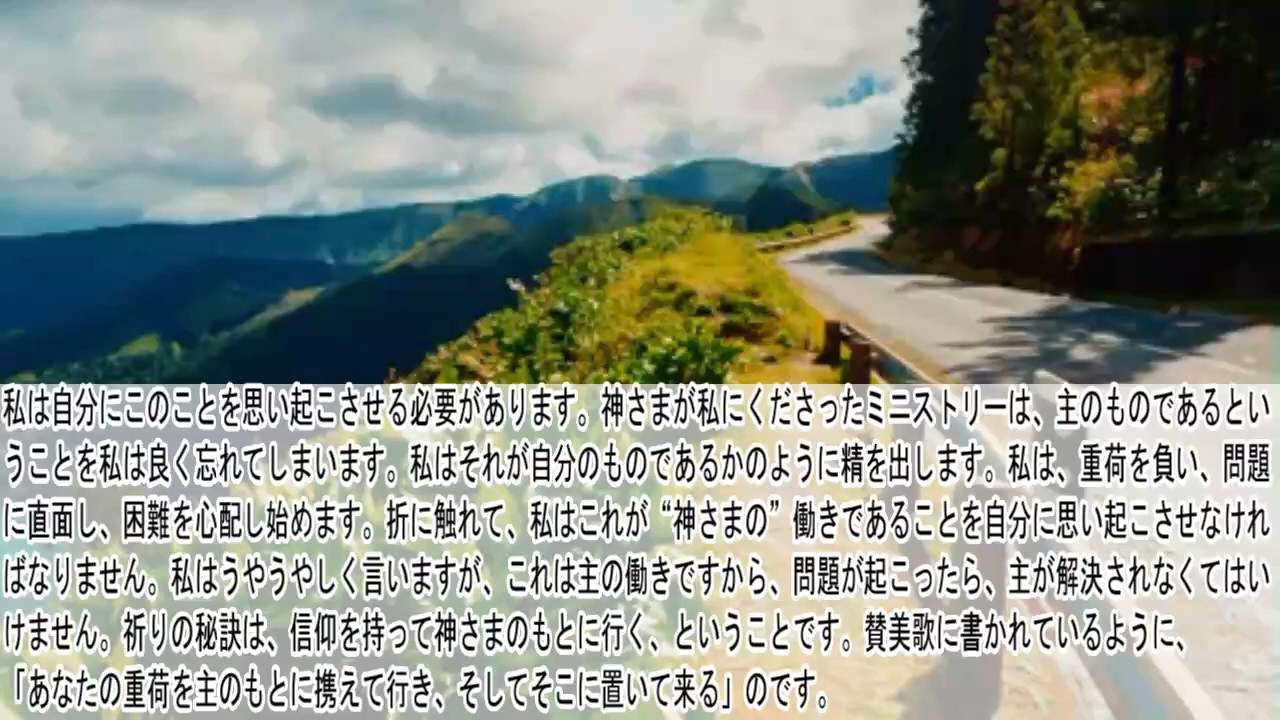 私は自分にこのことを思い起こさせる必要があります。神さまが私にくださったミニストリーは、主のものであるとい
うことを私は良く忘れてしまいます。私はそれが自分のものであるかのように精を出します。私は、重荷を負い、問題
に直面し、困難を心配し始めます。折に触れて、私はこれが“神さまの”働きであることを自分に思い起こさせなけれ
ばなりません。私はうやうやしく言いますが、これは主の働きですから、問題が起こったら、主が解決されなくてはい
けません。祈りの秘訣は、信仰を持って神さまのもとに行く、ということです。賛美歌に書かれているように、
「あなたの重荷を主のもとに携えて行き、そしてそこに置いて来る」のです。